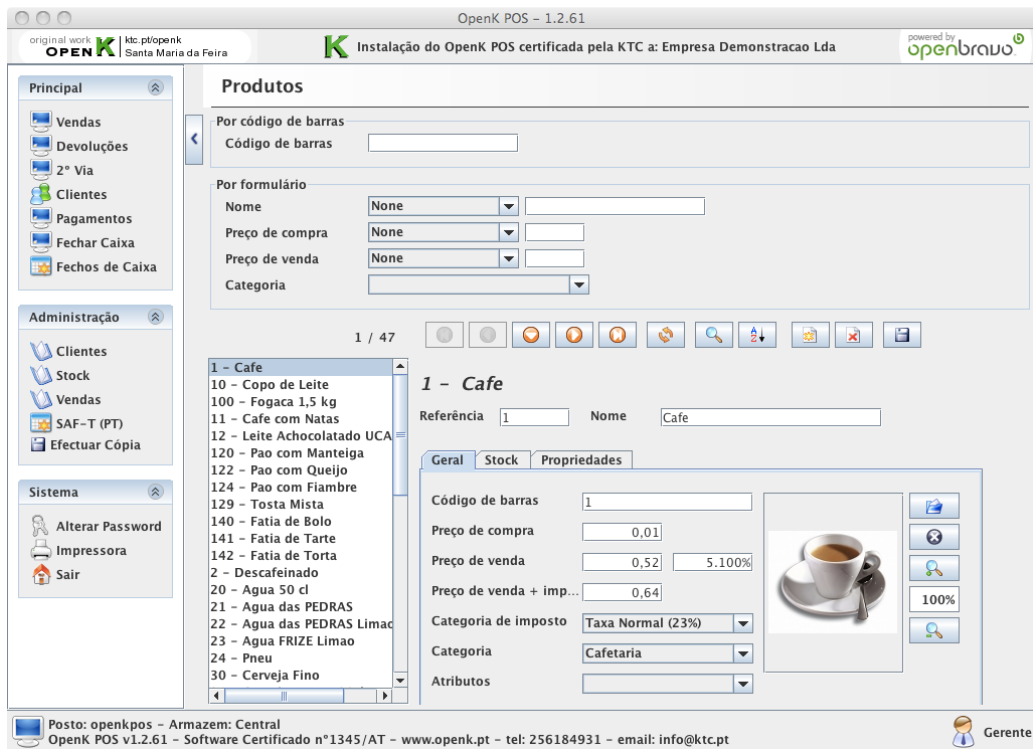 OpenK POS - 1.2.61
original work OPEN K ktc.pt/openk
Santa Maria da Feira
K Instalação do OpenK POS certificada pela KTC a: Empresa Demonstracao Lda
powered by openbravo
Principal
Vendas
Devoluções
2º Via
Clientes
Pagamentos
Fechar Caixa
Fechos de Caixa
Administração
Clientes
Stock
Vendas
SAF-T (PT)
Efectuar Cópia
Sistema
Alterar Password
Impressora
Sair
Produtos
Por código de barras
Código de barras
Por formulário
Nome None
Preço de compra None
Preço de venda None
Categoria
1 / 47
1 - Cafe
10 - Copo de Leite
100 - Fogaca 1,5 kg
11 - Cafe com Natas
12 - Leite Achocolatado UCA
120 - Pao com Manteiga
122 - Pao com Queijo
124 - Pao com Fiambre
129 - Tosta Mista
140 - Fatia de Bolo
141 - Fatia de Tarte
142 - Fatia de Torta
2 - Descafeinado
20 - Agua 50 cl
21 - Agua das PEDRAS
22 - Agua das PEDRAS Limao
23 - Agua FRIZE Limao
24 - Pneu
30 - Cerveja Fino
1 - Cafe
Referência 1 Nome Cafe
Geral Stock Propriedades
Código de barras 1
Preço de compra 0,01
Preço de venda 0,52 5.100%
Preço de venda + imp... 0,64
Categoria de imposto Taxa Normal (23%)
Categoria Cafetaria
Atributos
100%
Posto: openkpos - Armazem: Central
OpenK POS v1.2.61 - Software Certificado nº1345/AT - www.openk.pt - tel: 256184931 - email: info@ktc.pt
Gerente